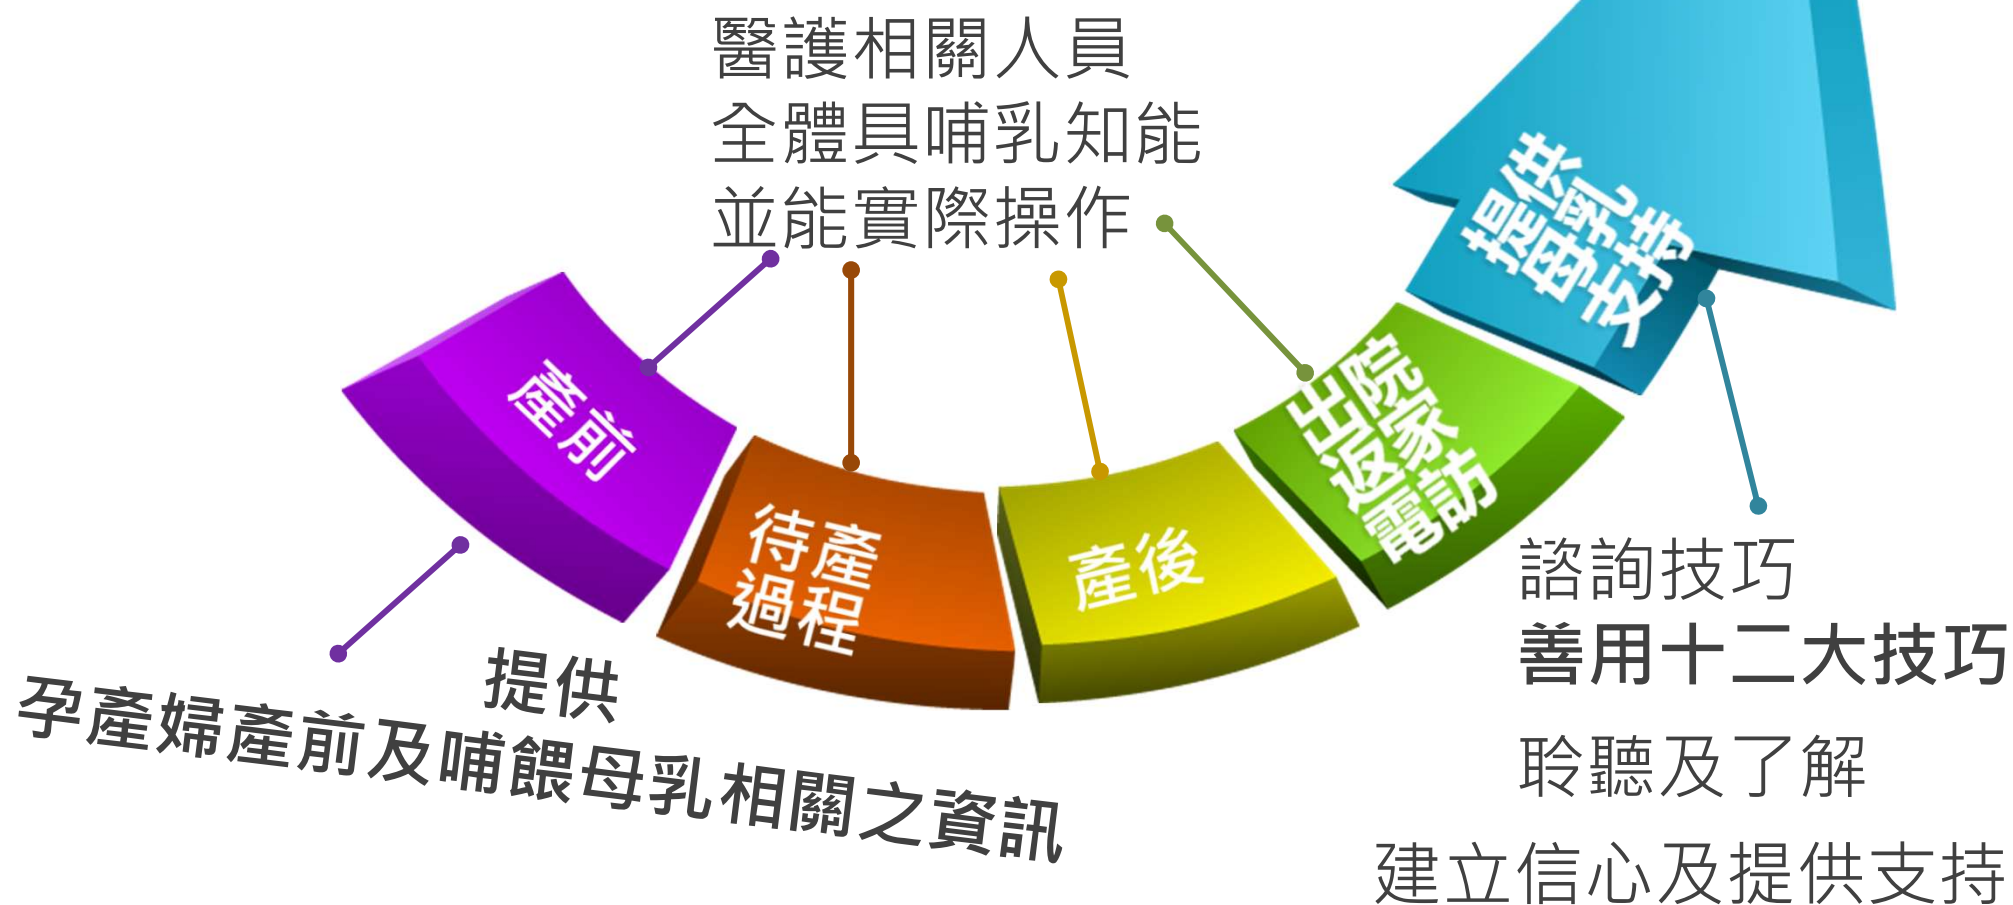 醫護相關人員
全體具哺乳知能
並能實際操作
產前
待產
過程
產後
出院
返家
電訪
提供
母乳
支持
提供
孕產婦產前及哺餵母乳相關之資訊
諮詢技巧
善用十二大技巧
聆聽及了解
建立信心及提供支持